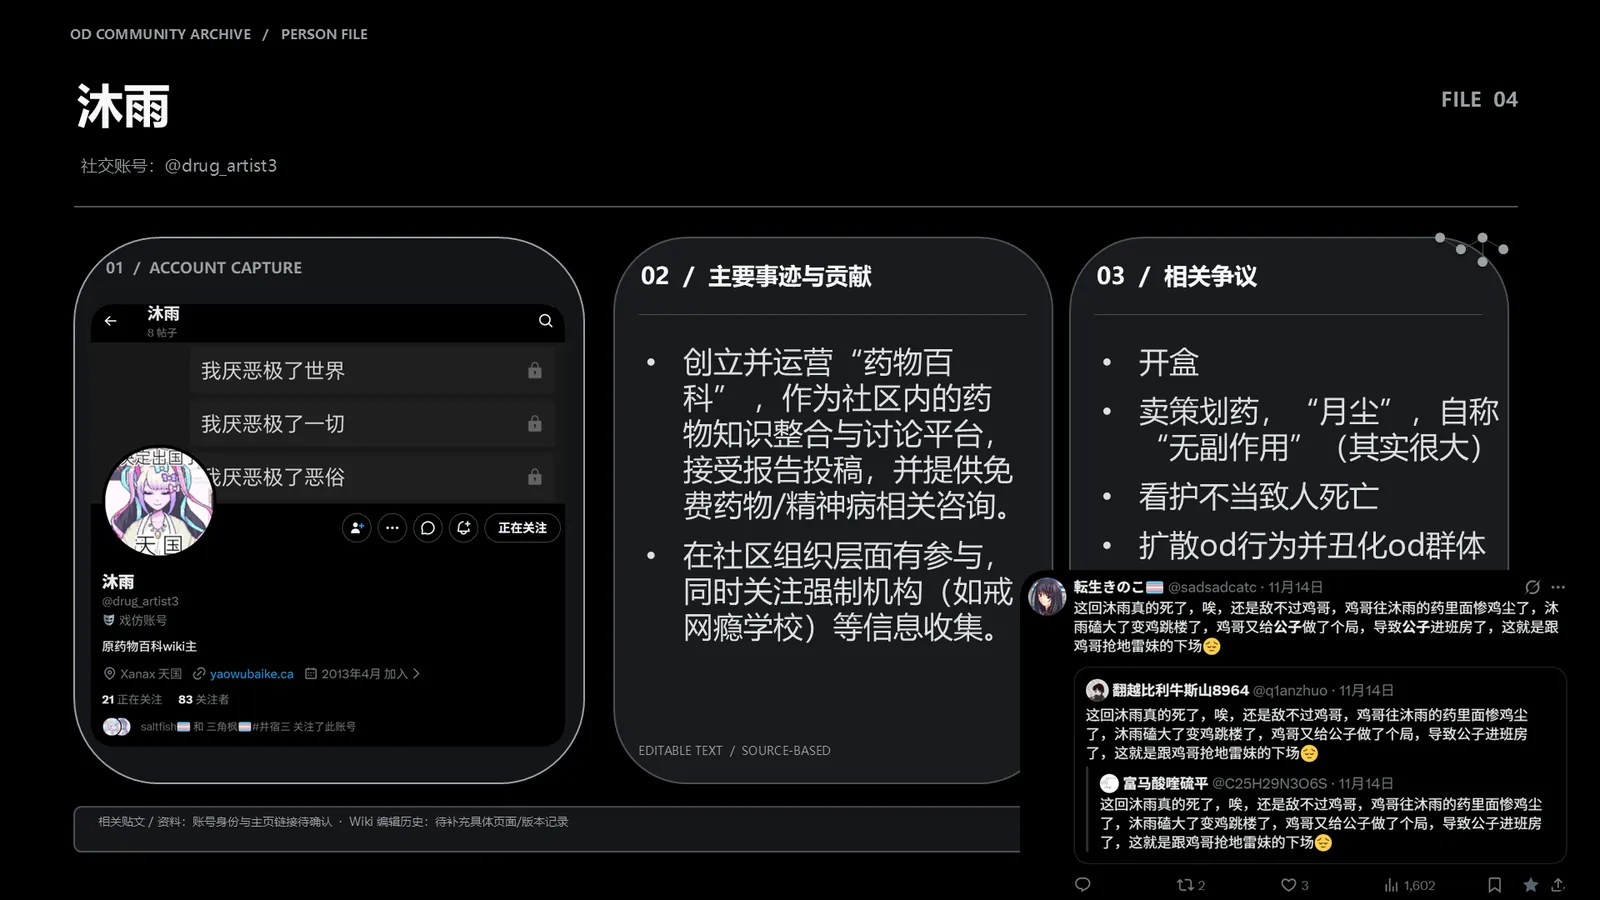 OD COMMUNITY ARCHIVE / PERSON FILE
沐雨
FILE 04
社交账号：@drug_artist3
01 / ACCOUNT CAPTURE
沐雨
8 帖子
我厌恶极了世界
我厌恶极了一切
我厌恶极了恶俗
天国
正在关注
沐雨
@drug_artist3
戏仿账号
原药物百科wiki主
Xanax 天国 yaowubaike.ca 2013年4月 加入
21 正在关注 83 关注者
saltfish🏳️‍⚧️ 和 三角枫🏳️‍⚧️#井宿三 关注了此账号
02 / 主要事迹与贡献
• 创立并运营“药物百
科”，作为社区内的药
物知识整合与讨论平台，
接受报告投稿，并提供免
费药物/精神病相关咨询。
• 在社区组织层面有参与，
同时关注强制机构（如戒
网瘾学校）等信息收集。
EDITABLE TEXT / SOURCE-BASED
03 / 相关争议
• 开盒
• 卖策划药，“月尘”，自称
“无副作用”（其实很大）
• 看护不当致人死亡
• 扩散od行为并丑化od群体
転生きのこ🏳️‍⚧️ @sadsadcatc · 11月14日
这回沐雨真的死了，唉，还是敌不过鸡哥，鸡哥往沐雨的药里面惨鸡尘了，沐
雨磕大了变鸡跳楼了，鸡哥又给公子做了个局，导致公子进班房了，这就是跟
鸡哥抢地雷妹的下场😔
翻越比利牛斯山8964 @q1anzhuo · 11月14日
这回沐雨真的死了，唉，还是敌不过鸡哥，鸡哥往沐雨的药里面惨鸡尘
了，沐雨磕大了变鸡跳楼了，鸡哥又给公子做了个局，导致公子进班房
了，这就是跟鸡哥抢地雷妹的下场😔
富马酸喹硫平 @C25H29N3O6S · 11月14日
这回沐雨真的死了，唉，还是敌不过鸡哥，鸡哥往沐雨的药里面惨鸡尘
了，沐雨磕大了变鸡跳楼了，鸡哥又给公子做了个局，导致公子进班房
了，这就是跟鸡哥抢地雷妹的下场😔
2 3 1,602
相关贴文 / 资料：账号身份与主页链接待确认 · Wiki 编辑历史：待补充具体页面/版本记录